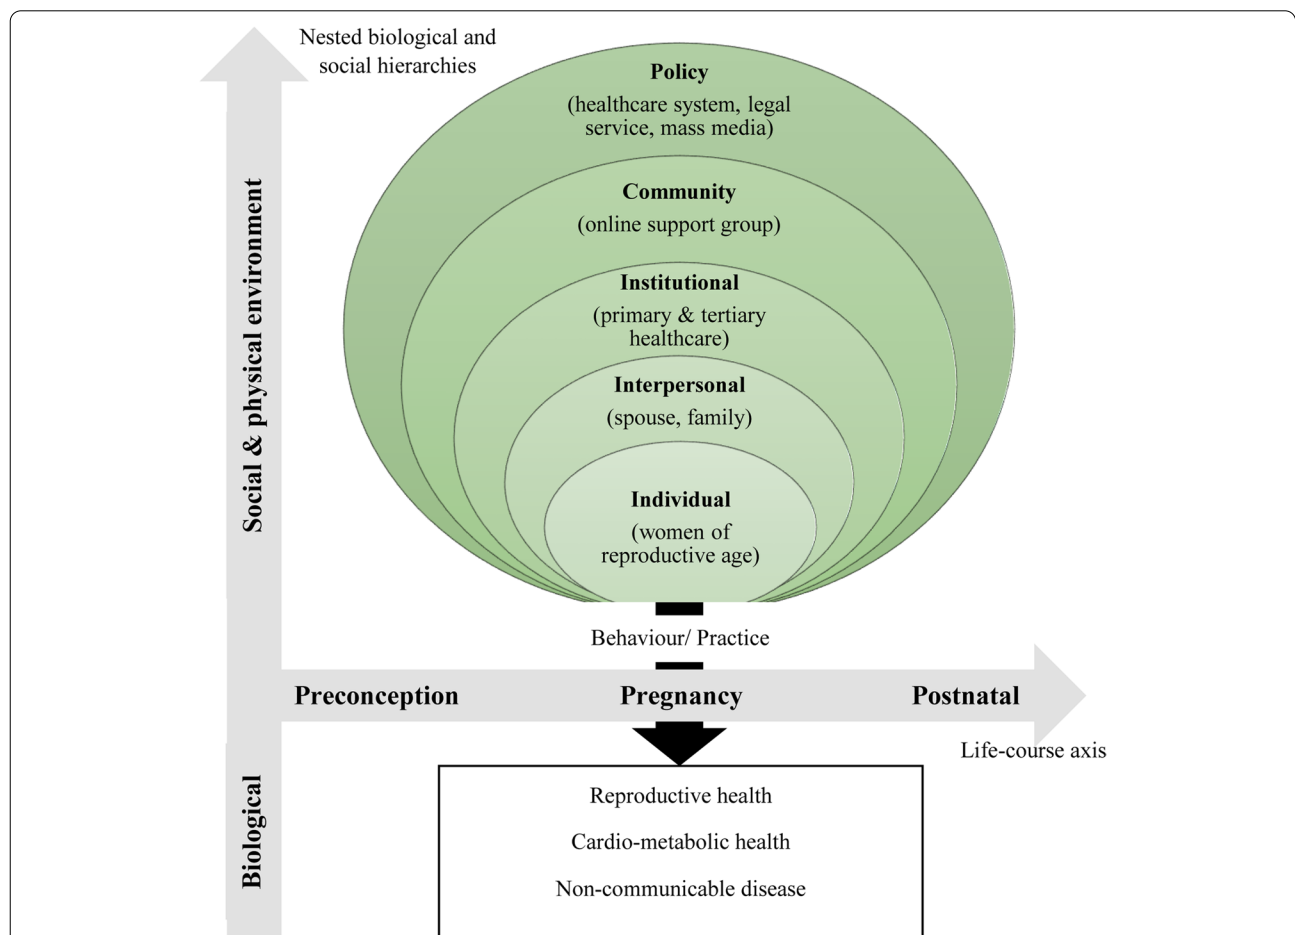 Nested biological and
social hierarchies
Policy
(healthcare system, legal
service, mass media)
Community
(online support group)
Institutional
(primary & tertiary
healthcare)
Interpersonal
(spouse, family)
Individual
(women of
reproductive age)
Social & physical environment
Behaviour/ Practice
Preconception
Pregnancy
Postnatal
Life-course axis
Biological
Reproductive health
Cardio-metabolic health
Non-communicable disease